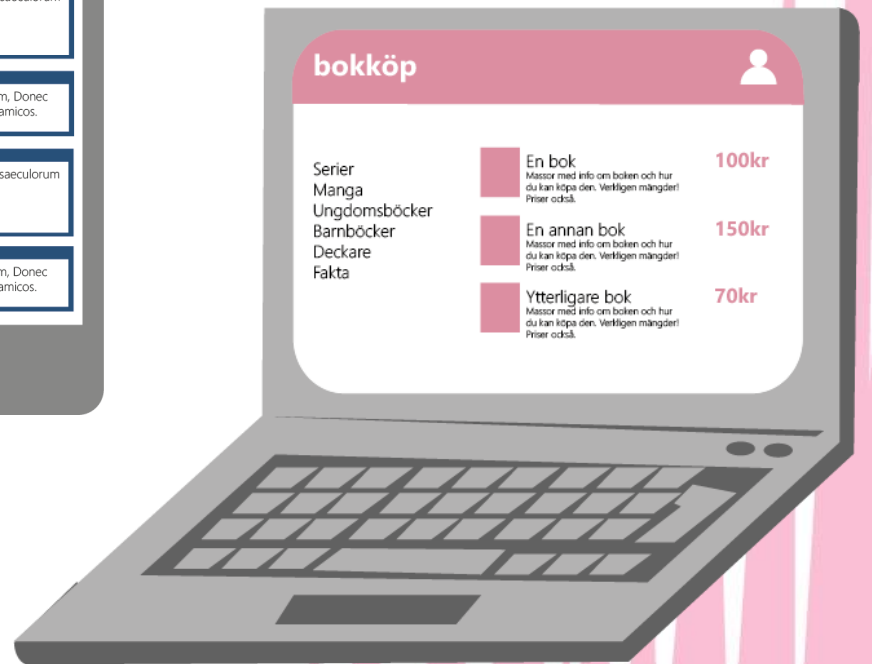 saeculorum
m, Donec
amicos.
saeculorum
m, Donec
amicos.
bokköp
Serier
Manga
Ungdomsböcker
Barnböcker
Deckare
Fakta
En bok
Massor med info om boken och hur
du kan köpa den. Verkligen mängder!
Priser också.
100kr
En annan bok
Massor med info om boken och hur
du kan köpa den. Verkligen mängder!
Priser också.
150kr
Ytterligare bok
Massor med info om boken och hur
du kan köpa den. Verkligen mängder!
Priser också.
70kr